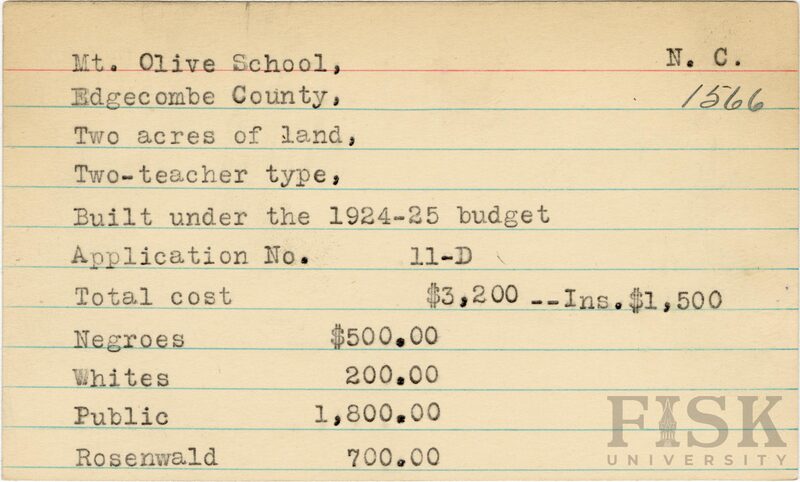 Mt. Olive School, N. C.
Edgecombe County, 1566
Two acres of land,
Two-teacher type,
Built under the 1924-25 budget
Application No. 11-D
Total cost $3,200 --Ins.$1,500
Negroes $500.00
Whites 200.00
Public 1,800.00
Rosenwald 700.00
FISK
UNIVERSITY